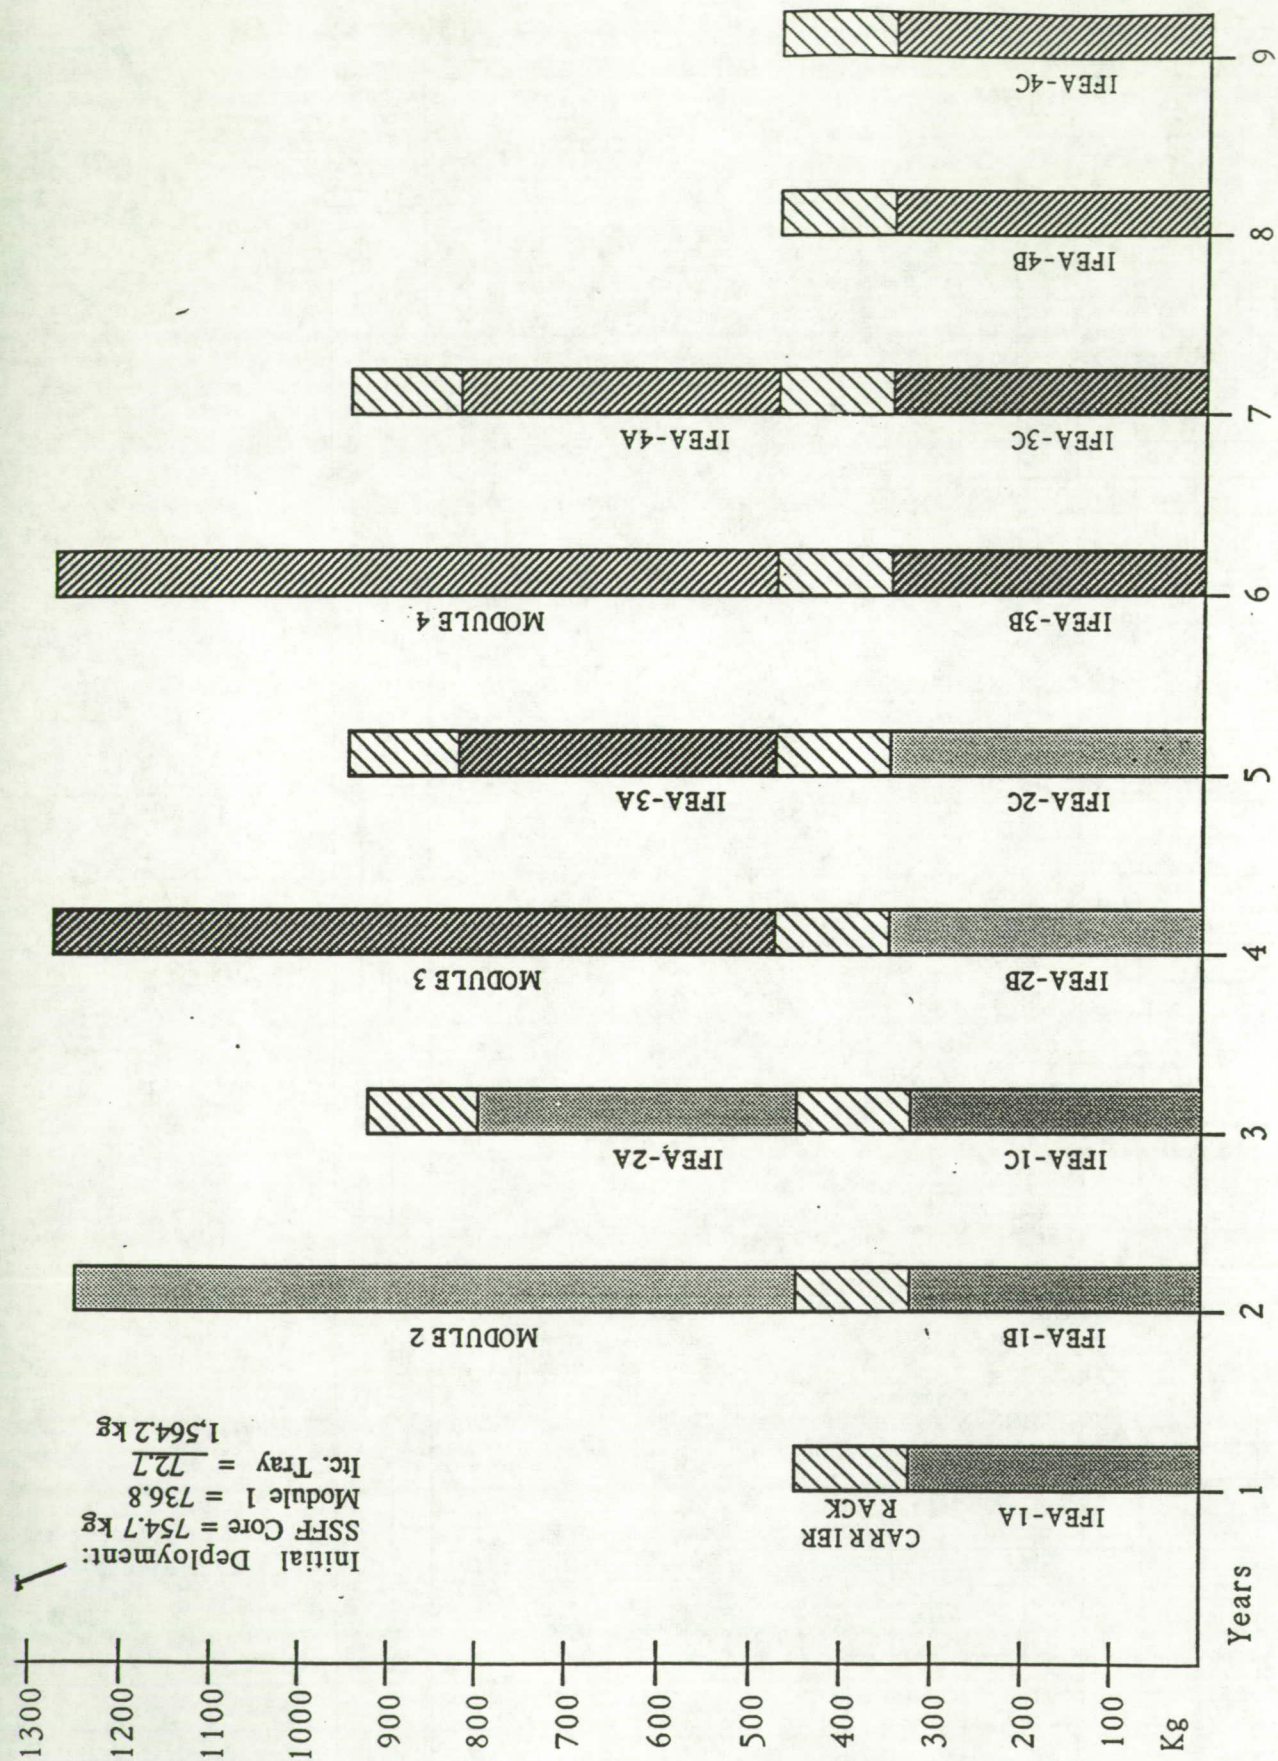 Initial Deployment:
SSFF Core = 754.7 kg
Module 1 = 736.8
Itc. Tray = 72.7
1,564.2 kg
1300
1200
1100
1000
900
800
700
600
500
400
300
200
100
Kg
CARRIER
RACK
IFEA-1A
MODULE 2
IFEA-1B
IFEA-2A
IFEA-1C
MODULE 3
IFEA-2B
IFEA-3A
IFEA-2C
MODULE 4
IFEA-3B
IFEA-4A
IFEA-3C
IFEA-4B
IFEA-4C
Years
1
2
3
4
5
6
7
8
9